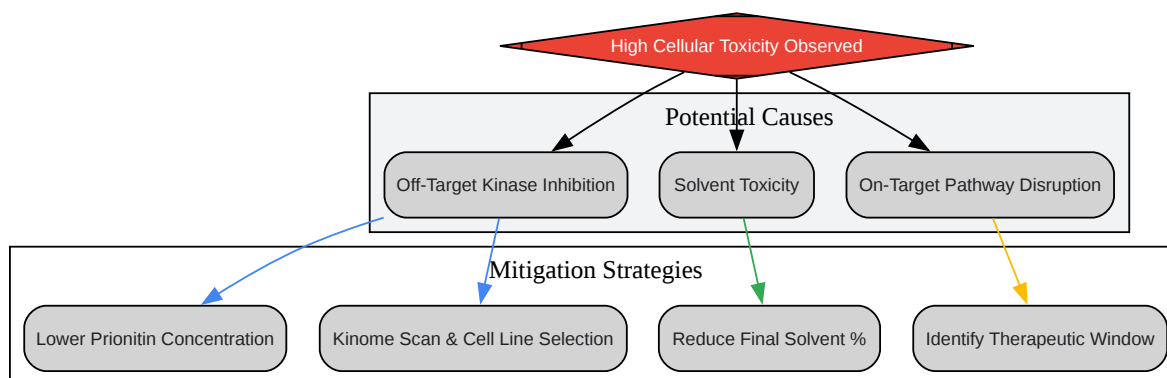 High Cellular Toxicity Observed
Potential Causes
Off-Target Kinase Inhibition
Solvent Toxicity
On-Target Pathway Disruption
Mitigation Strategies
Lower Prionitin Concentration
Kinome Scan & Cell Line Selection
Reduce Final Solvent %
Identify Therapeutic Window